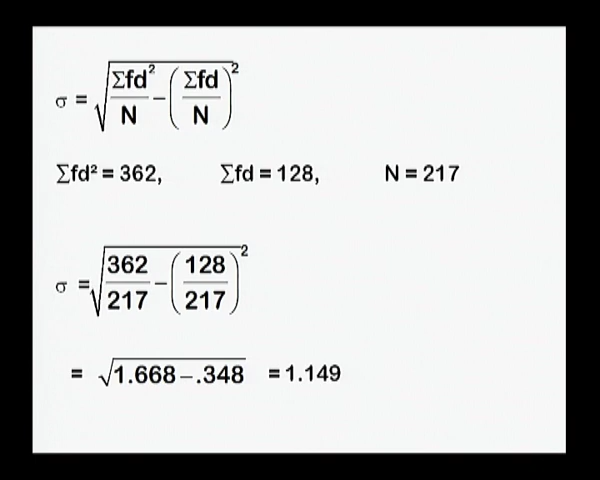 σ = √(Σfd²/N − (Σfd/N)²)
Σfd² = 362, Σfd = 128, N = 217
σ = √(362/217 − (128/217)²)
= √1.668 − .348 = 1.149